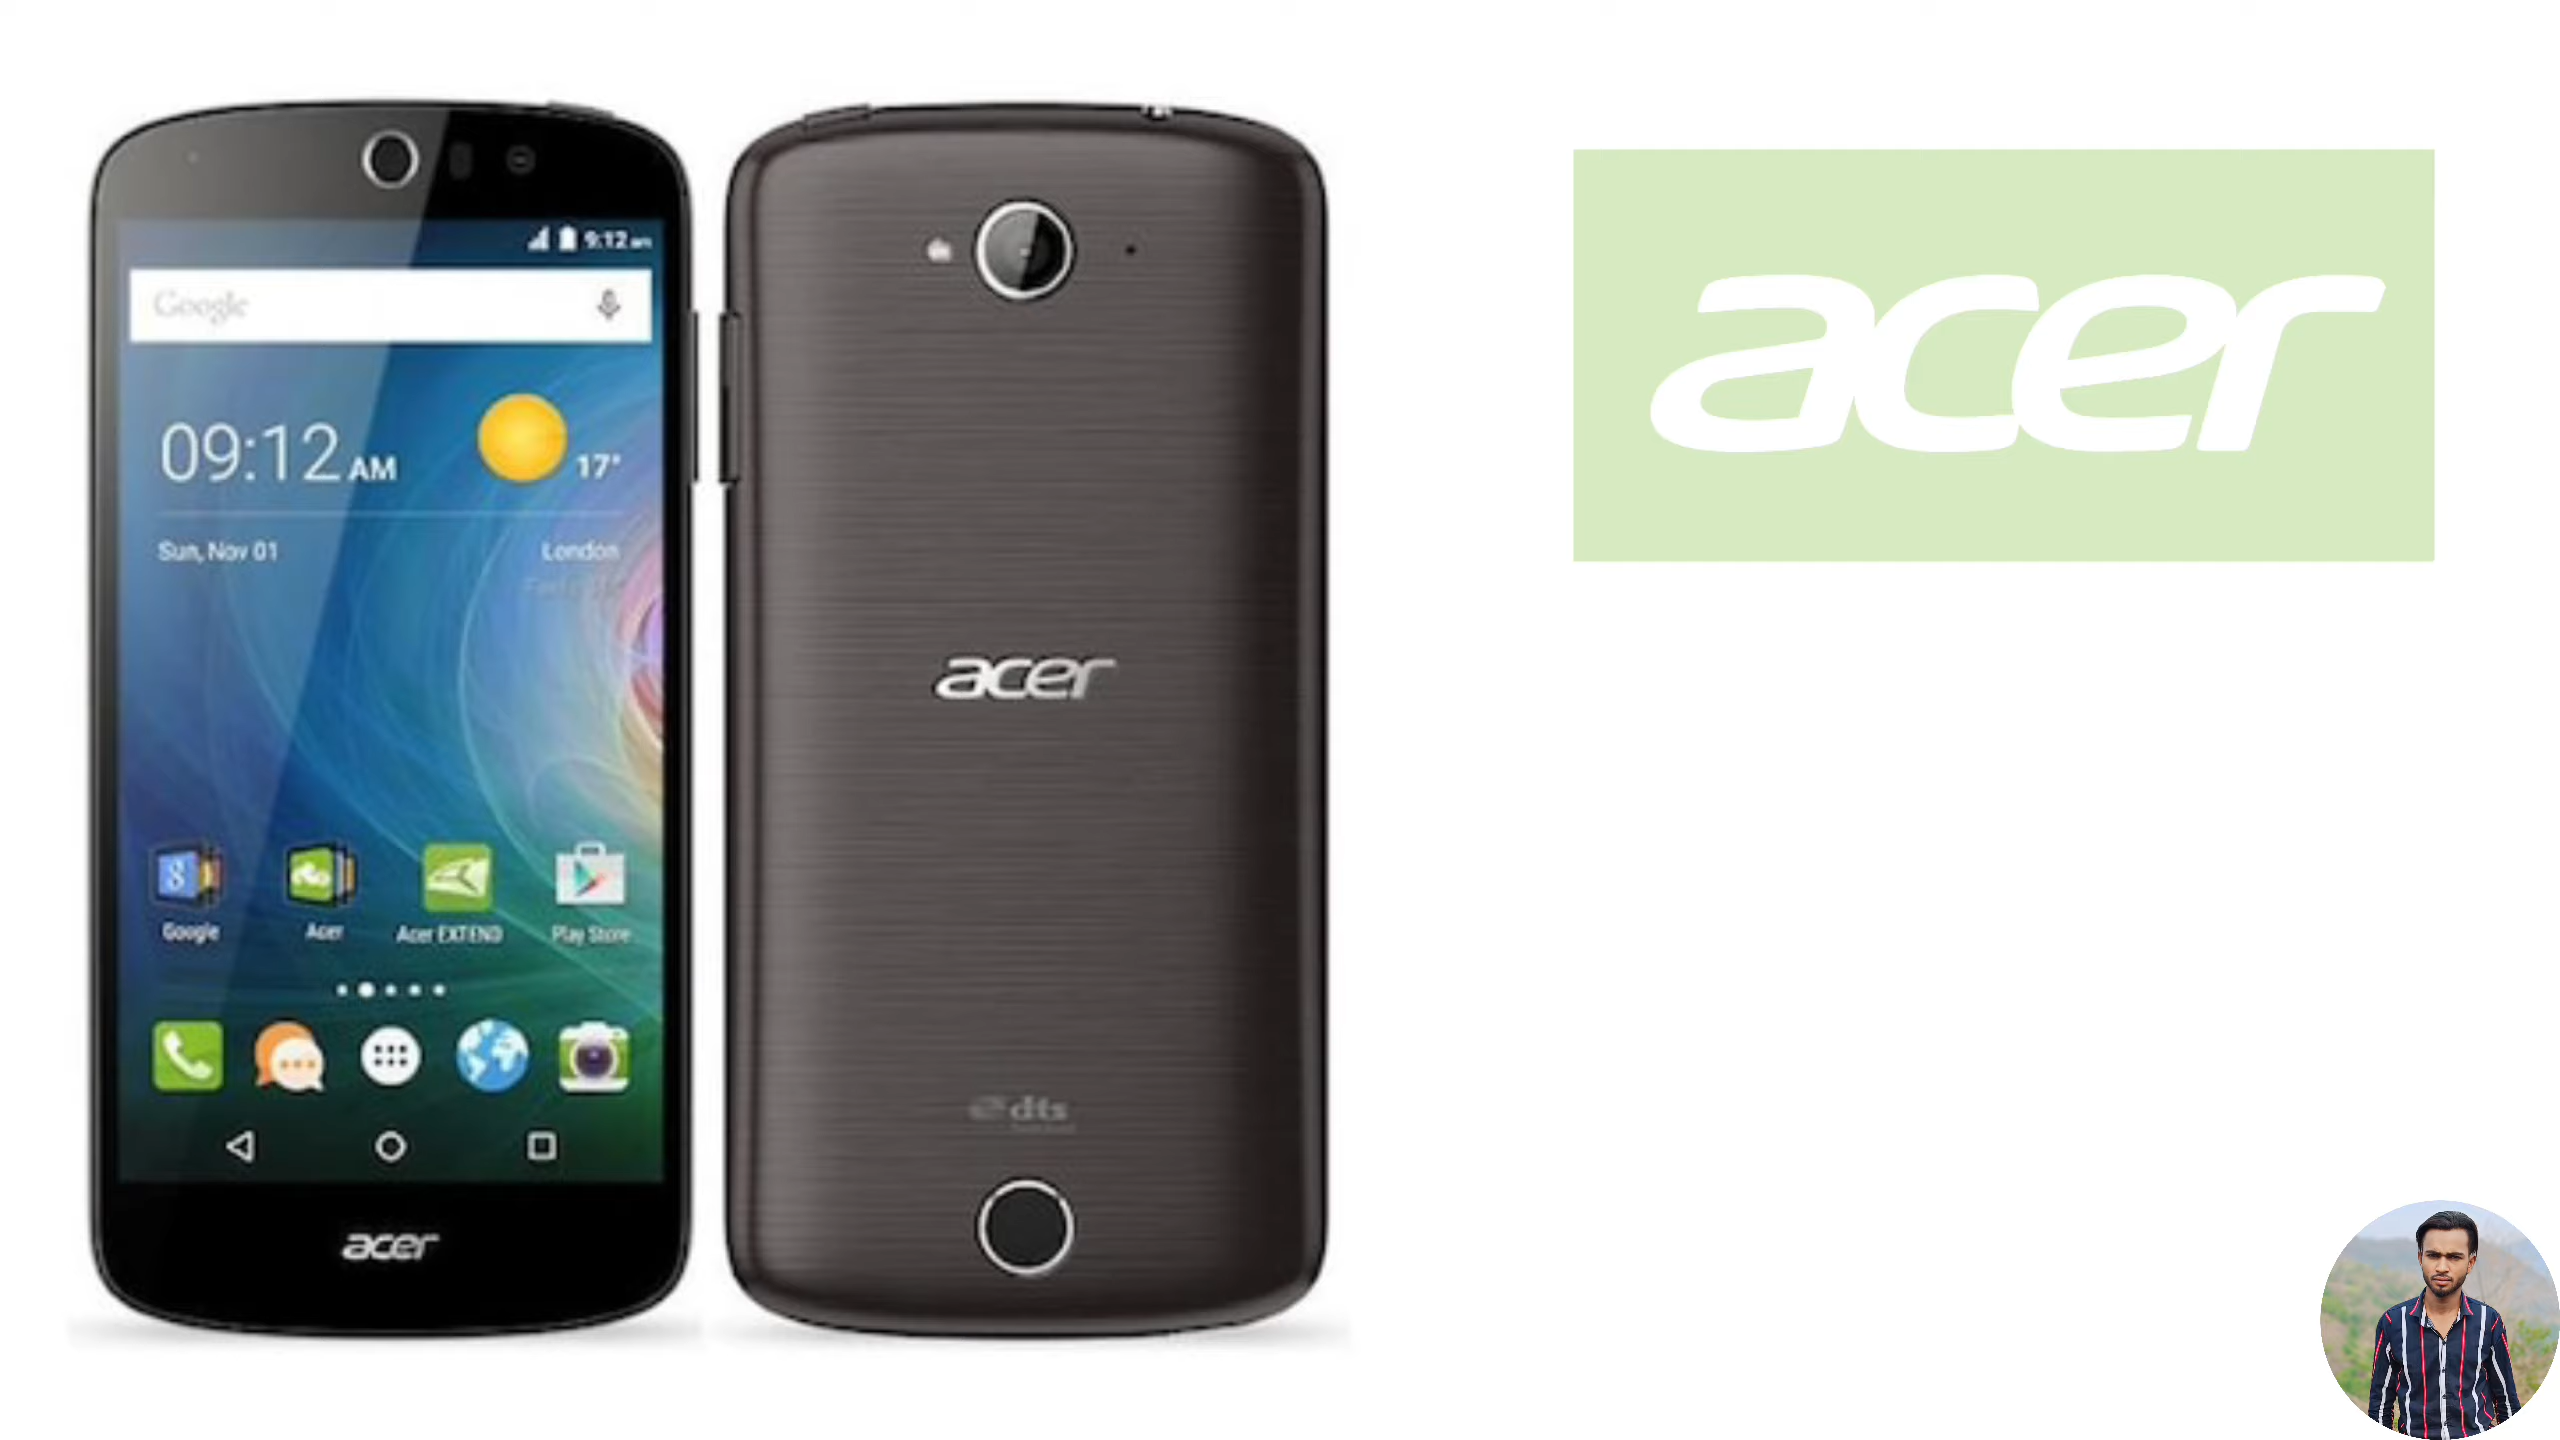 9:12 am
Google
09:12 AM
17°
Sun, Nov 01
London
Google
Acer
Acer EXTEND
Play Store
acer
acer
dts
acer